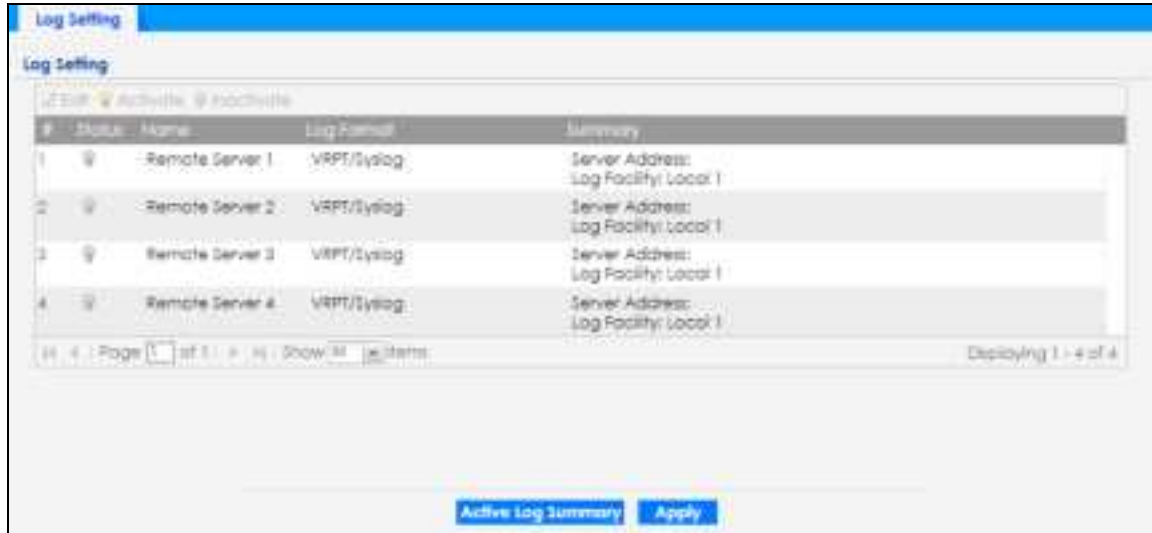 Log Setting
Log Setting
Edit Activate Inactivate
# Status Name Log Format Summary
1 Remote Server 1 VRPT/Syslog Server Address:
Log Facility: Local 1
2 Remote Server 2 VRPT/Syslog Server Address:
Log Facility: Local 1
3 Remote Server 3 VRPT/Syslog Server Address:
Log Facility: Local 1
4 Remote Server 4 VRPT/Syslog Server Address:
Log Facility: Local 1
Page 1 of 1 Show items Displaying 1 - 4 of 4
Active Log Summary Apply